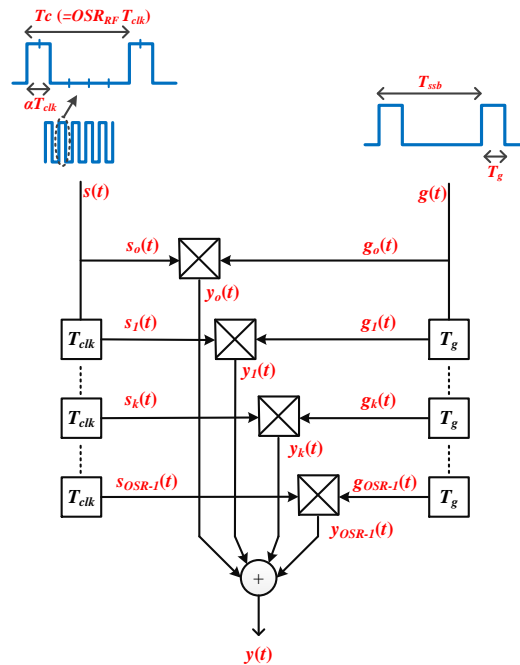 Tc (=OSR_RF T_clk)
αT_clk
T_ssb
T_g
s(t)
g(t)
s_o(t)
g_o(t)
y_o(t)
T_clk
s_1(t)
g_1(t)
T_g
y_1(t)
T_clk
s_k(t)
g_k(t)
T_g
y_k(t)
T_clk
s_OSR-1(t)
g_OSR-1(t)
T_g
y_OSR-1(t)
+
y(t)